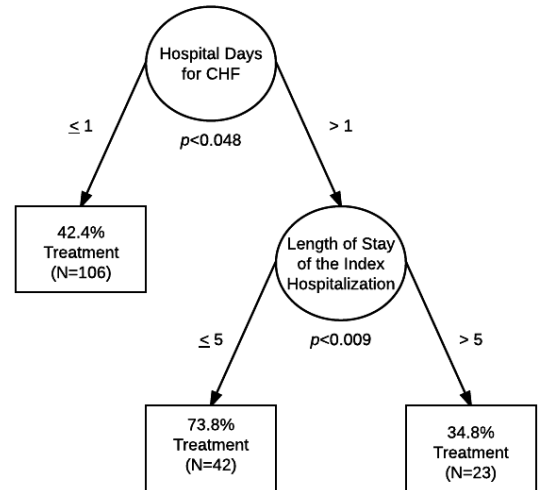 Hospital Days
for CHF
≤ 1
p<0.048
> 1
42.4%
Treatment
(N=106)
Length of Stay
of the Index
Hospitalization
≤ 5
p<0.009
> 5
73.8%
Treatment
(N=42)
34.8%
Treatment
(N=23)